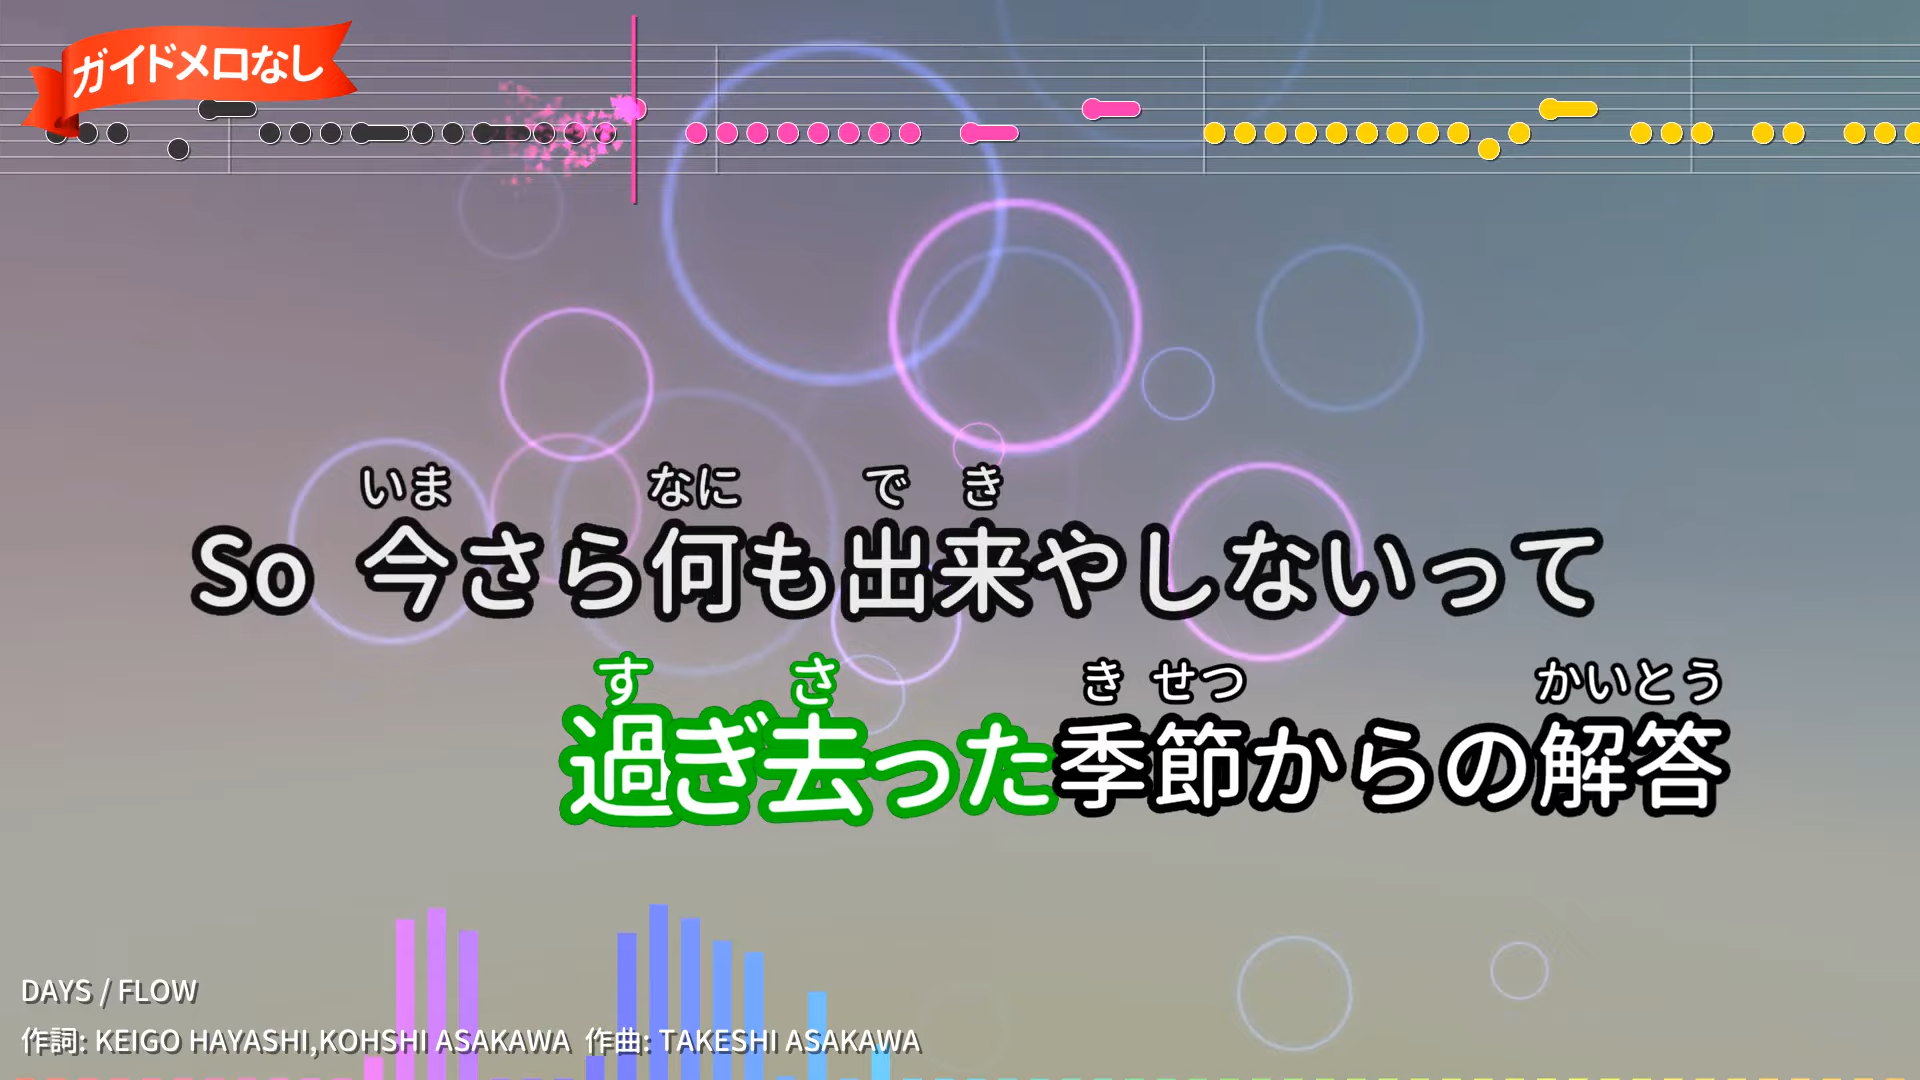 ガイドメロなし
いま なに で き
So 今さら何も出来やしないって
す さ き せつ かいとう
過ぎ去った季節からの解答
DAYS / FLOW
作詞: KEIGO HAYASHI,KOHSHI ASAKAWA 作曲: TAKESHI ASAKAWA